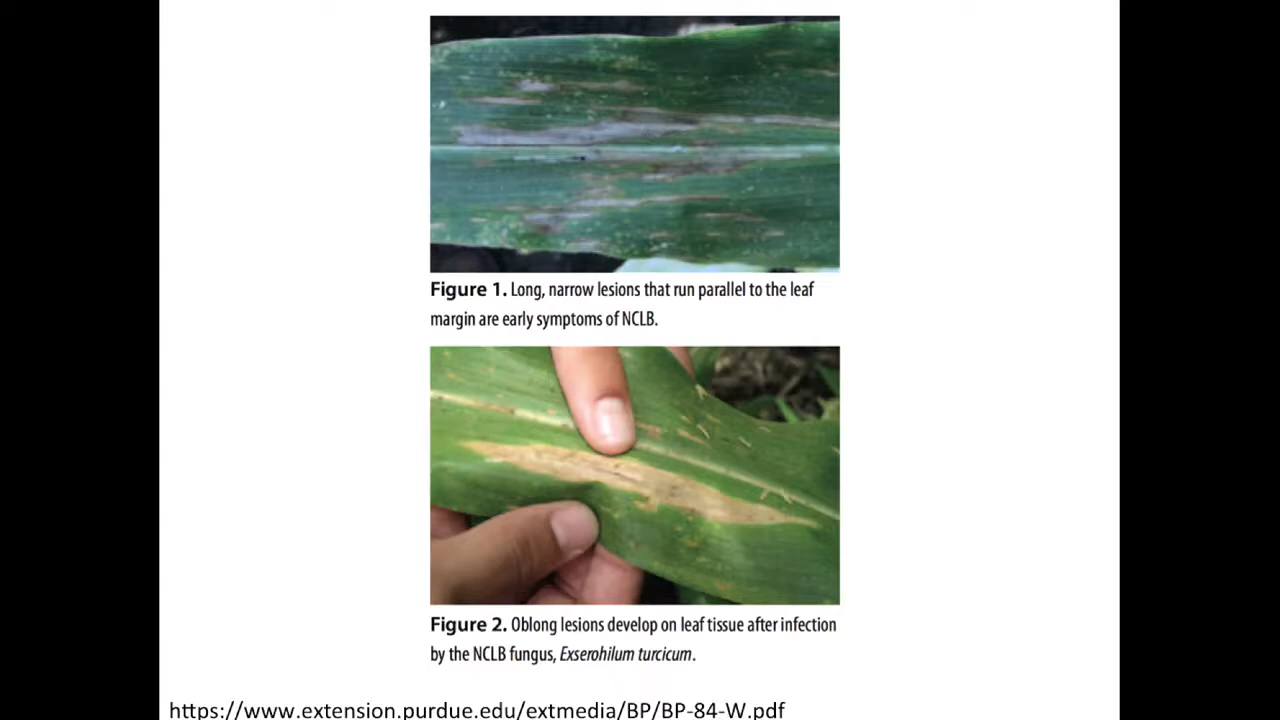 Figure 1. Long, narrow lesions that run parallel to the leaf
margin are early symptoms of NCLB.
Figure 2. Oblong lesions develop on leaf tissue after infection
by the NCLB fungus, Exserohilum turcicum.
https://www.extension.purdue.edu/extmedia/BP/BP-84-W.pdf